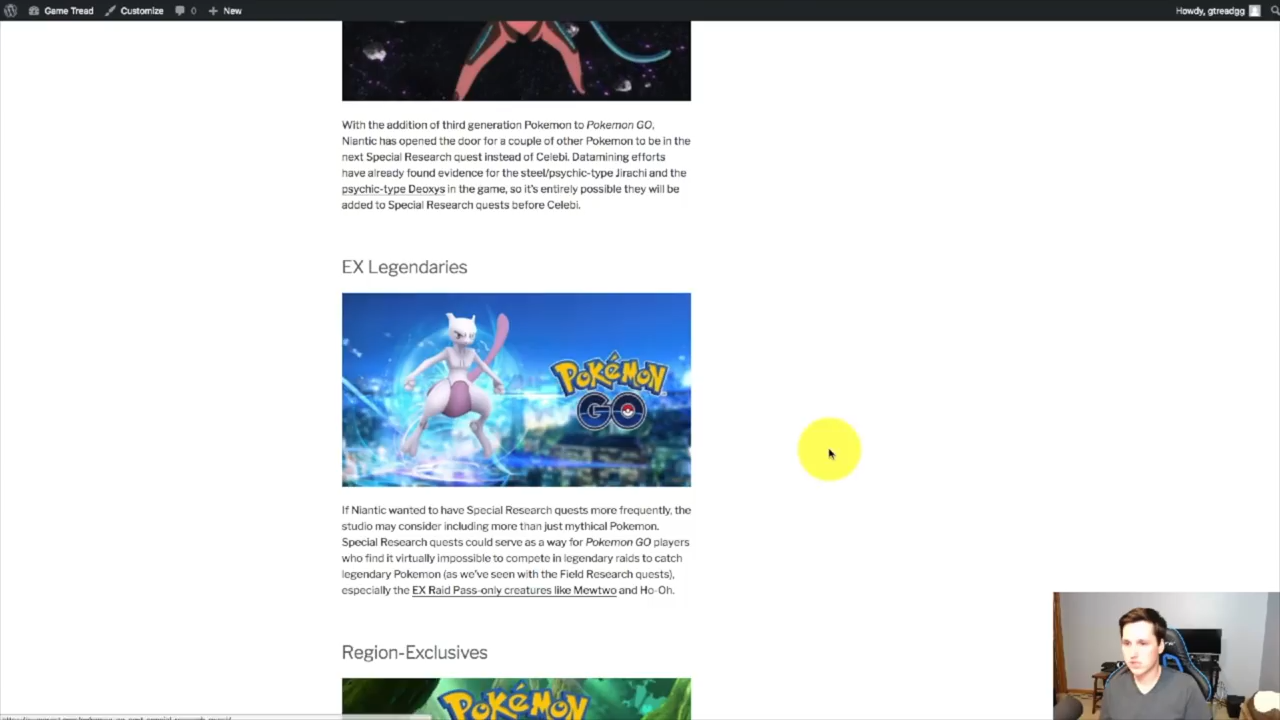 Game Tread Customize 0 New Howdy, gtreadgg
With the addition of third generation Pokemon to Pokemon GO,
Niantic has opened the door for a couple of other Pokemon to be in the
next Special Research quest instead of Celebi. Datamining efforts
have already found evidence for the steel/psychic-type Jirachi and the
psychic-type Deoxys in the game, so it's entirely possible they will be
added to Special Research quests before Celebi.
EX Legendaries
POKÉMON
GO
If Niantic wanted to have Special Research quests more frequently, the
studio may consider including more than just mythical Pokemon.
Special Research quests could serve as a way for Pokemon GO players
who find it virtually impossible to compete in legendary raids to catch
legendary Pokemon (as we've seen with the Field Research quests),
especially the EX Raid Pass-only creatures like Mewtwo and Ho-Oh.
Region-Exclusives
POKÉMON